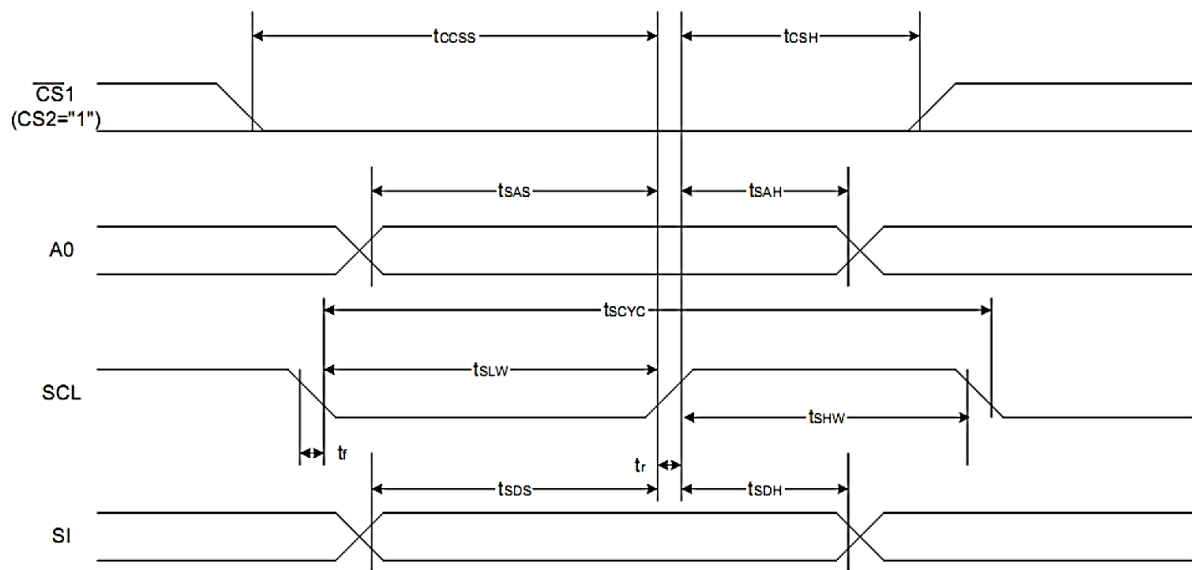 tCCSS
tCSH
CS1
(CS2="1")
tSAS
tSAH
A0
tSCYC
tSLW
SCL
tSHW
tf
tr
tSDS
tSDH
SI